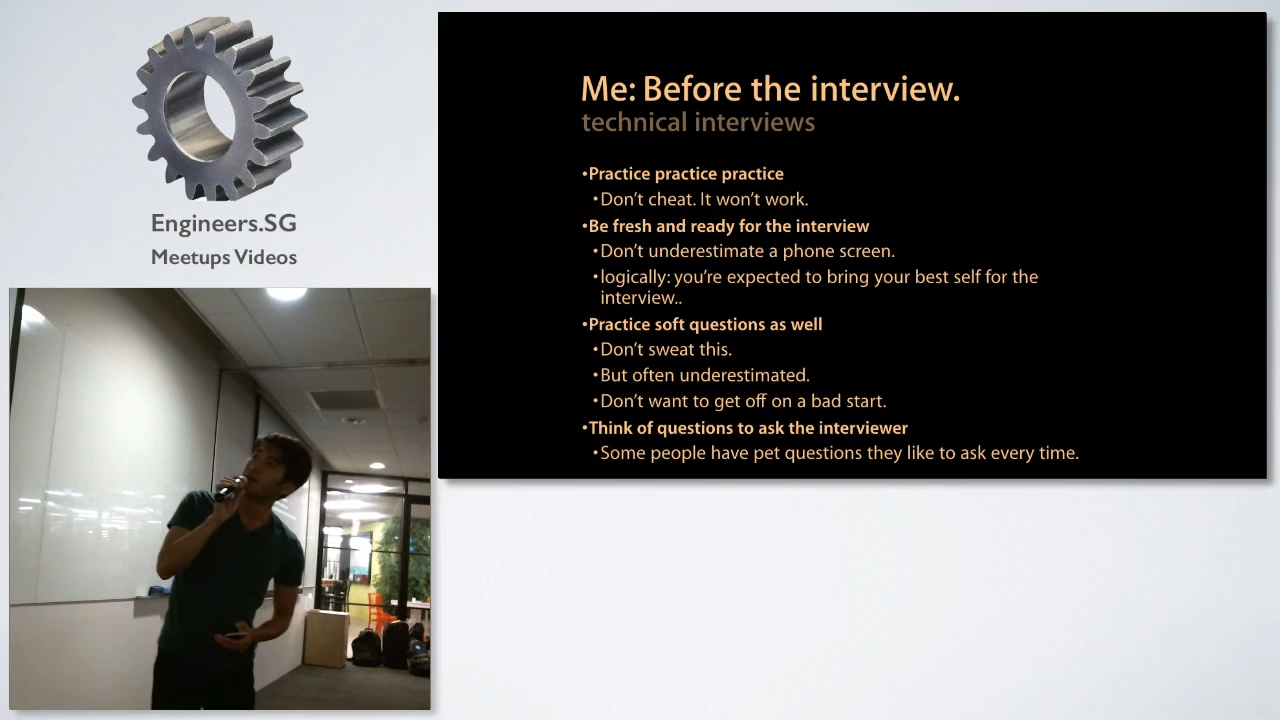 Engineers.SG
Meetups Videos
Me: Before the interview.
technical interviews
•Practice practice practice
•Don't cheat. It won't work.
•Be fresh and ready for the interview
•Don't underestimate a phone screen.
•logically: you're expected to bring your best self for the
interview..
•Practice soft questions as well
•Don't sweat this.
•But often underestimated.
•Don't want to get off on a bad start.
•Think of questions to ask the interviewer
•Some people have pet questions they like to ask every time.